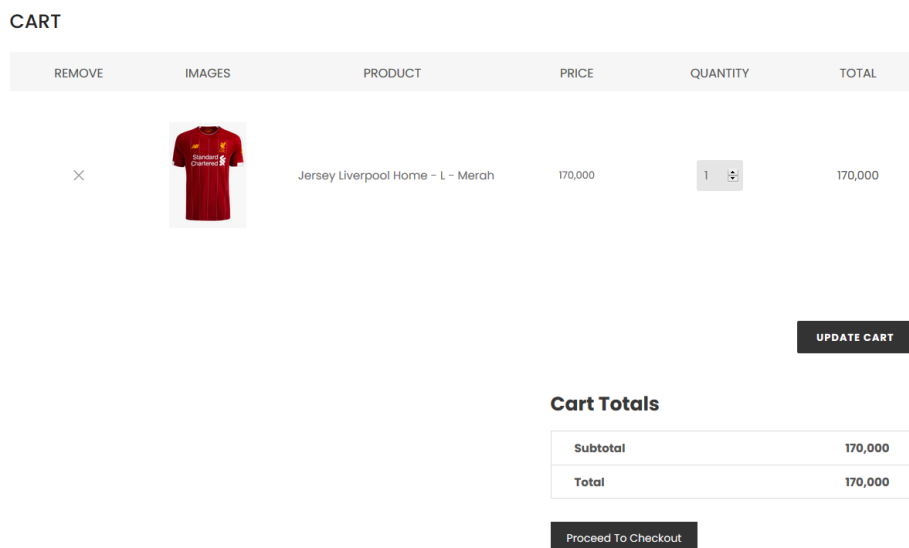 CART
REMOVE IMAGES PRODUCT PRICE QUANTITY TOTAL
Standard
Chartered
Jersey Liverpool Home - L - Merah 170,000 1 170,000
UPDATE CART
Cart Totals
Subtotal 170,000
Total 170,000
Proceed To Checkout